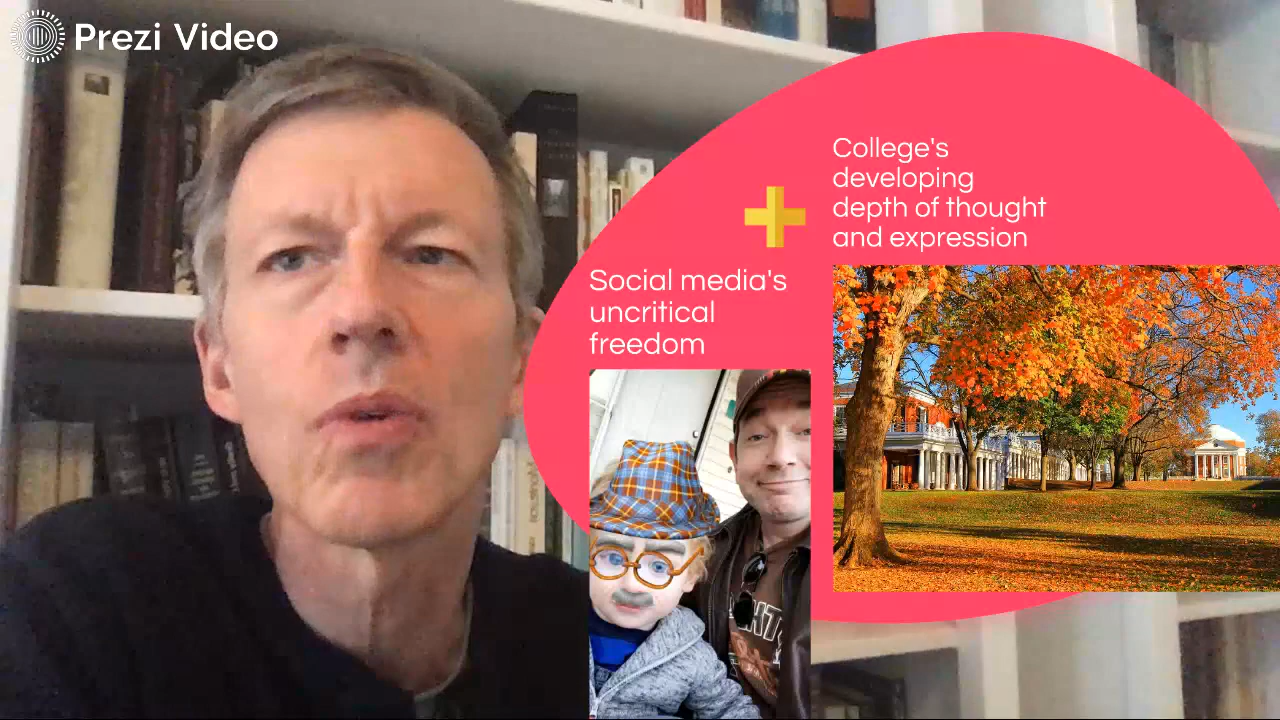 Prezi Video
College's
developing
depth of thought
and expression
Social media's
uncritical
freedom